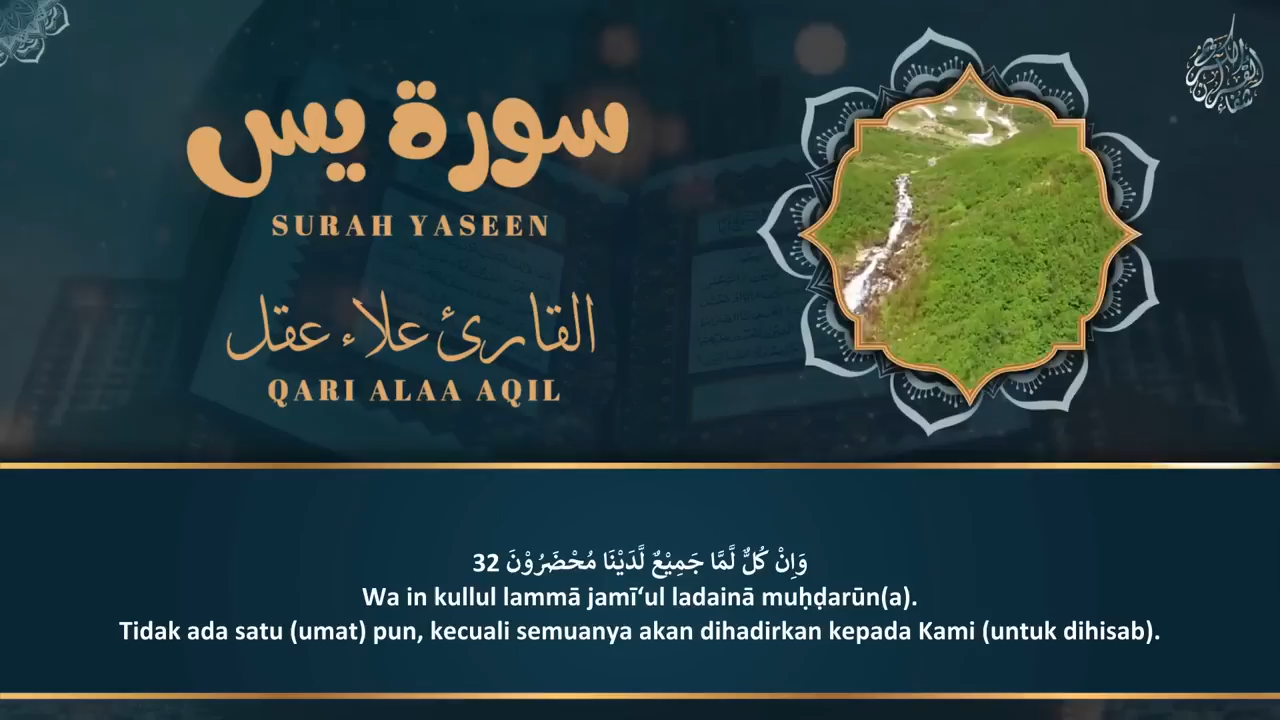 سورة يس
SURAH YASEEN
القارئ علاء عقل
QARI ALAA AQIL
وَاِنْ كُلٌّ لَّمَّا جَمِيْعٌ لَّدَيْنَا مُحْضَرُوْنَ 32
Wa in kullul lammā jamī‘ul ladainā muḥḍarūn(a).
Tidak ada satu (umat) pun, kecuali semuanya akan dihadirkan kepada Kami (untuk dihisab).